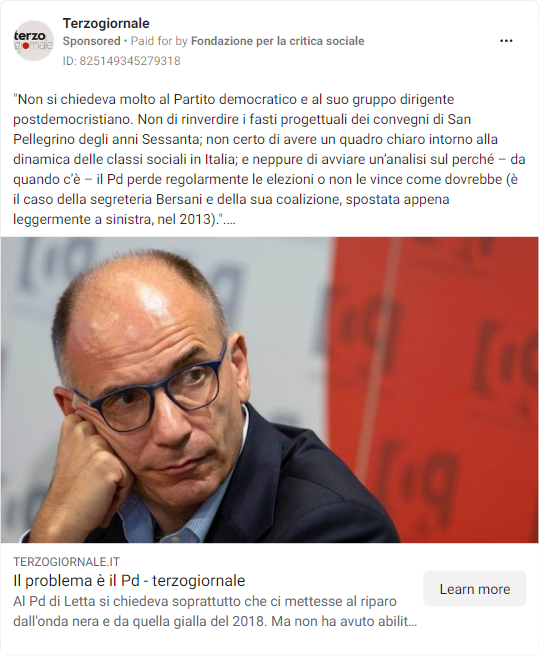 Terzogiornale
Sponsored • Paid for by Fondazione per la critica sociale
ID: 825149345279318
terzo
giornale
"Non si chiedeva molto al Partito democratico e al suo gruppo dirigente
postdemocristiano. Non di rinverdire i fasti progettuali dei convegni di San
Pellegrino degli anni Sessanta; non certo di avere un quadro chiaro intorno alla
dinamica delle classi sociali in Italia; e neppure di avviare un'analisi sul perché – da
quando c'è – il Pd perde regolarmente le elezioni o non le vince come dovrebbe (è
il caso della segreteria Bersani e della sua coalizione, spostata appena
leggermente a sinistra, nel 2013)."....
TERZOGIORNALE.IT
Il problema è il Pd - terzogiornale
Al Pd di Letta si chiedeva soprattutto che ci mettesse al riparo
dall'onda nera e da quella gialla del 2018. Ma non ha avuto abilit...
Learn more